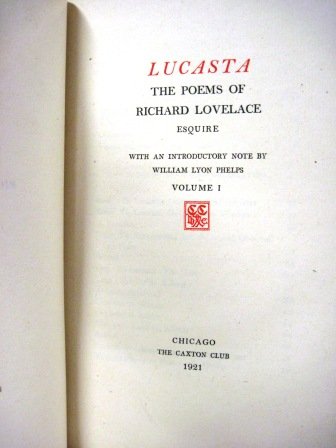 LUCASTA
THE POEMS OF
RICHARD LOVELACE
ESQUIRE
WITH AN INTRODUCTORY NOTE BY
WILLIAM LYON PHELPS
VOLUME I
CHICAGO
THE CAXTON CLUB
1921